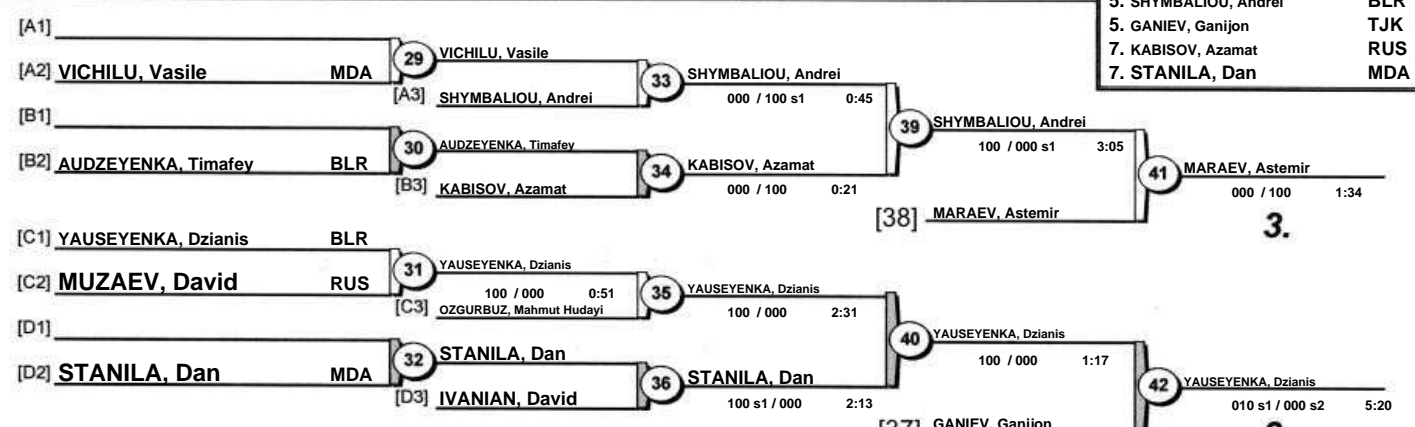 5. SHYMBALIOU, Andrei BLR
5. GANIEV, Ganijon TJK
7. KABISOV, Azamat RUS
7. STANILA, Dan MDA
[A1]
[A2] VICHILU, Vasile MDA
29 VICHILU, Vasile
[A3] SHYMBALIOU, Andrei
33 SHYMBALIOU, Andrei
000 / 100 s1 0:45
[B1]
[B2] AUDZEYENKA, Timafey BLR
30 AUDZEYENKA, Timafey
[B3] KABISOV, Azamat
34 KABISOV, Azamat
000 / 100 0:21
39 SHYMBALIOU, Andrei
100 / 000 s1 3:05
[38] MARAEV, Astemir
41 MARAEV, Astemir
000 / 100 1:34
3.
[C1] YAUSEYENKA, Dzianis BLR
[C2] MUZAEV, David RUS
31 YAUSEYENKA, Dzianis
100 / 000 0:51
[C3] OZGURBUZ, Mahmut Hudayi
35 YAUSEYENKA, Dzianis
100 / 000 2:31
[D1]
[D2] STANILA, Dan MDA
32 STANILA, Dan
[D3] IVANIAN, David
36 STANILA, Dan
100 s1 / 000 2:13
40 YAUSEYENKA, Dzianis
100 / 000 1:17
[37] GANIEV, Ganijon
42 YAUSEYENKA, Dzianis
010 s1 / 000 s2 5:20